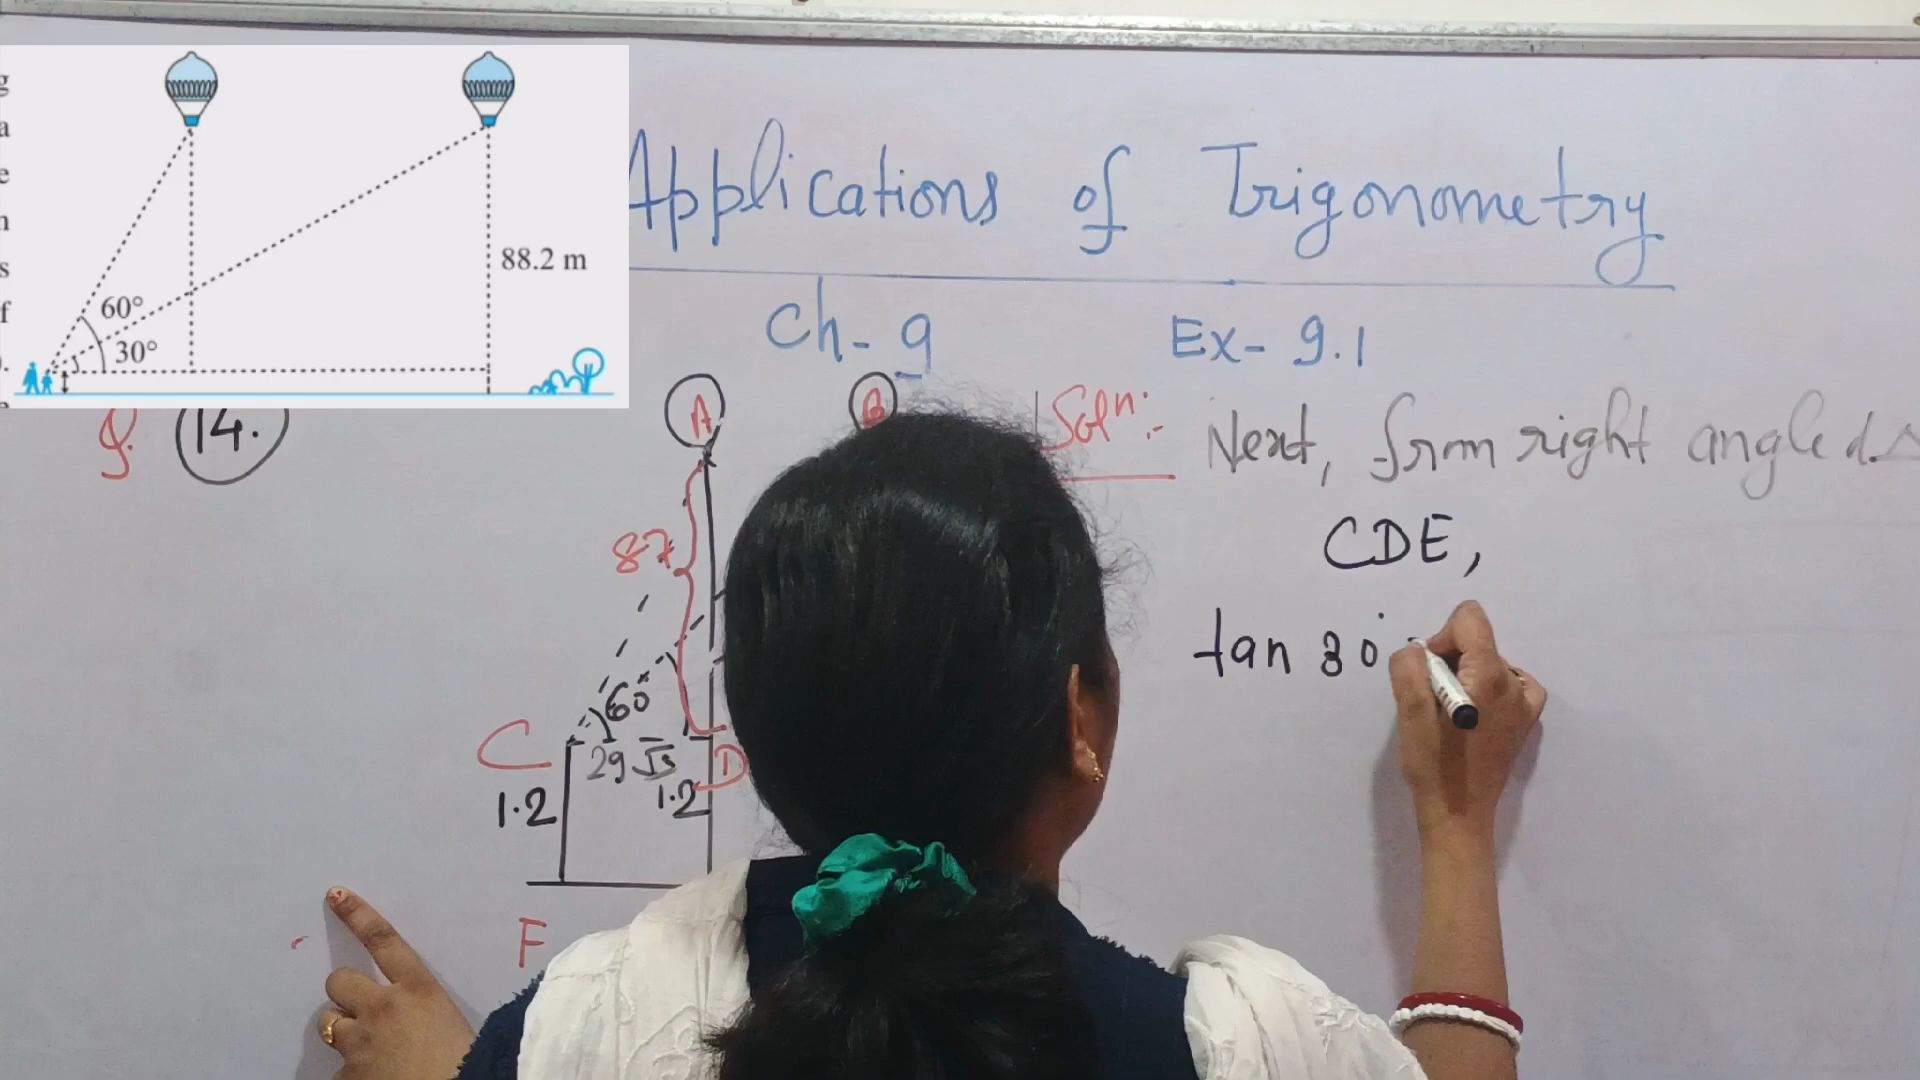 g
a
e
n
s
f
88.2 m
60°
30°
Applications of Trigonometry
Ch-9 Ex-9.1
Q. 14.
A
B
Soln:-
Next, from right angled Δ
CDE,
tan 30°
87
60°
C
29√3
D
1.2
1.2
F